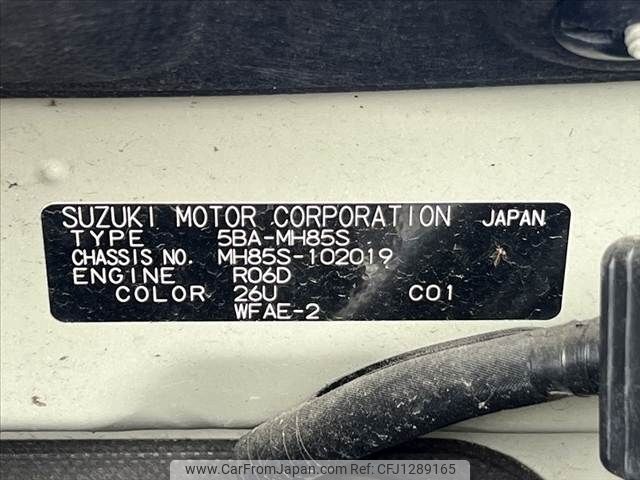 SUZUKI MOTOR CORPORATION JAPAN
TYPE 5BA-MH85S
CHASSIS NO. MH85S-102019
ENGINE R06D
COLOR 26U C01
WFAE-2
www.CarFromJapan.com CFJ1289165